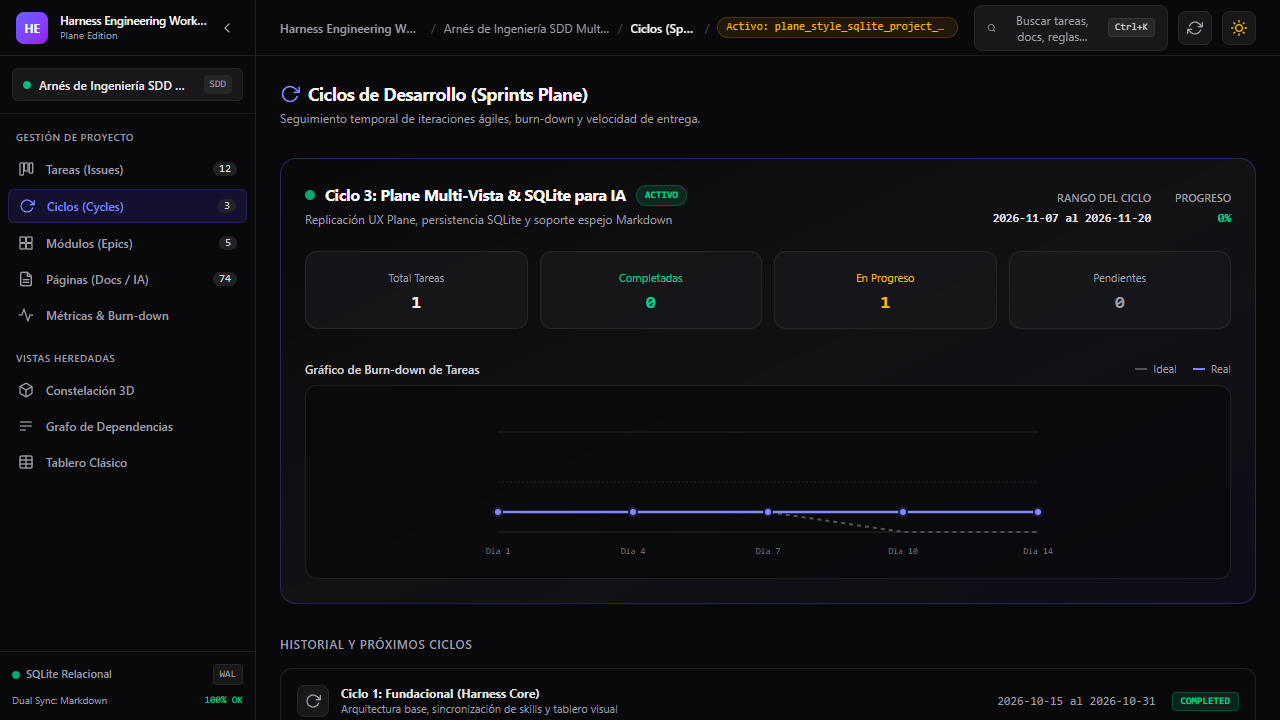 HE
Harness Engineering Work...
Plane Edition
Arnés de Ingeniería SDD ...
SDD
GESTIÓN DE PROYECTO
Tareas (Issues)
12
Ciclos (Cycles)
3
Módulos (Epics)
5
Páginas (Docs / IA)
74
Métricas & Burn-down
VISTAS HEREDADAS
Constelación 3D
Grafo de Dependencias
Tablero Clásico
SQLite Relacional
WAL
Dual Sync: Markdown
100% OK
Harness Engineering W... / Arnés de Ingeniería SDD Mult... / Ciclos (Sp... /
Activo: plane_style_sqlite_project_…
Buscar tareas,
docs, reglas...
Ctrl+K
Ciclos de Desarrollo (Sprints Plane)
Seguimiento temporal de iteraciones ágiles, burn-down y velocidad de entrega.
Ciclo 3: Plane Multi-Vista & SQLite para IA
ACTIVO
Replicación UX Plane, persistencia SQLite y soporte espejo Markdown
RANGO DEL CICLO
2026-11-07 al 2026-11-20
PROGRESO
0%
Total Tareas
1
Completadas
0
En Progreso
1
Pendientes
0
Gráfico de Burn-down de Tareas
Ideal
Real
Día 1
Día 4
Día 7
Día 10
Día 14
HISTORIAL Y PRÓXIMOS CICLOS
Ciclo 1: Fundacional (Harness Core)
Arquitectura base, sincronización de skills y tablero visual
2026-10-15 al 2026-10-31
COMPLETED